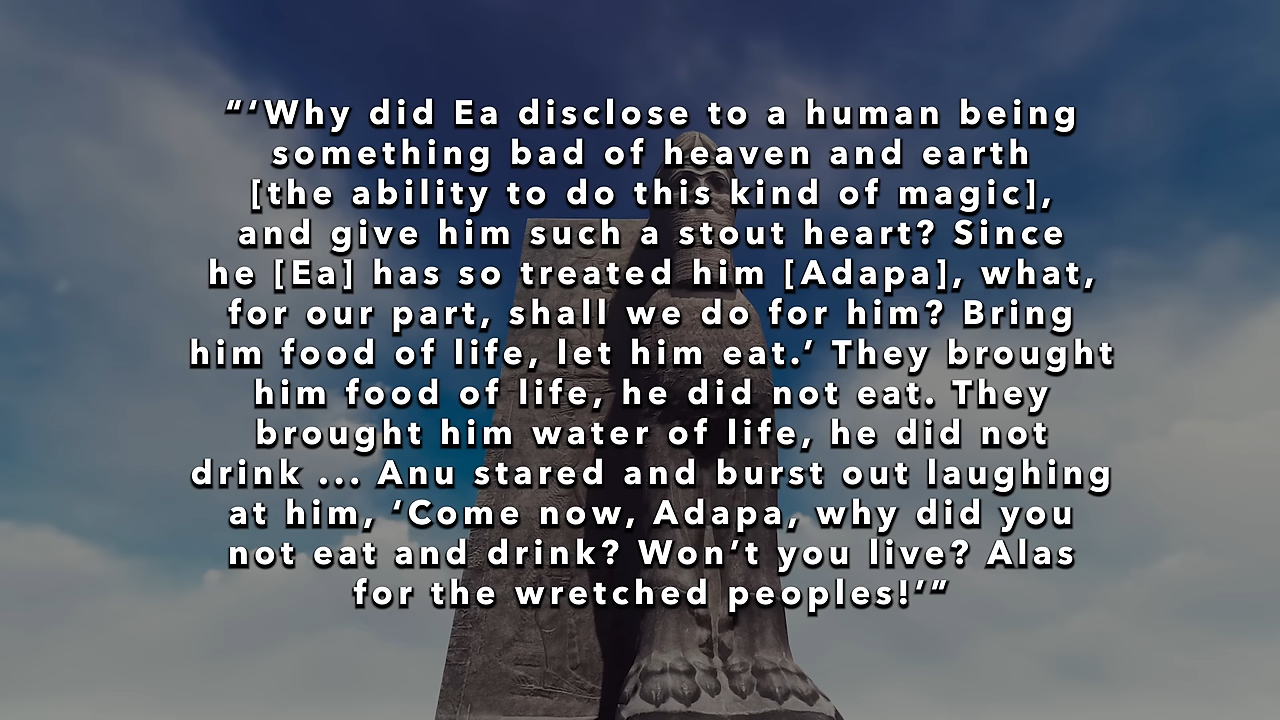 “‘Why did Ea disclose to a human being
something bad of heaven and earth
[the ability to do this kind of magic],
and give him such a stout heart? Since
he [Ea] has so treated him [Adapa], what,
for our part, shall we do for him? Bring
him food of life, let him eat.’ They brought
him food of life, he did not eat. They
brought him water of life, he did not
drink ... Anu stared and burst out laughing
at him, ‘Come now, Adapa, why did you
not eat and drink? Won’t you live? Alas
for the wretched peoples!’”